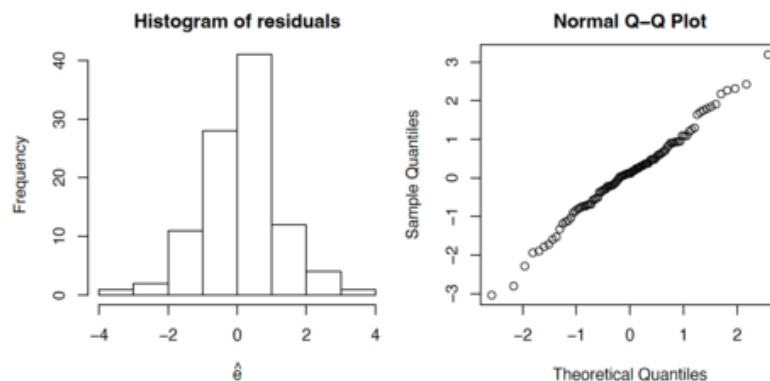 Histogram of residuals
Frequency
0 10 20 30 40
−4 −2 0 2 4
ê
Normal Q−Q Plot
Sample Quantiles
−3 −2 −1 0 1 2 3
−2 −1 0 1 2
Theoretical Quantiles